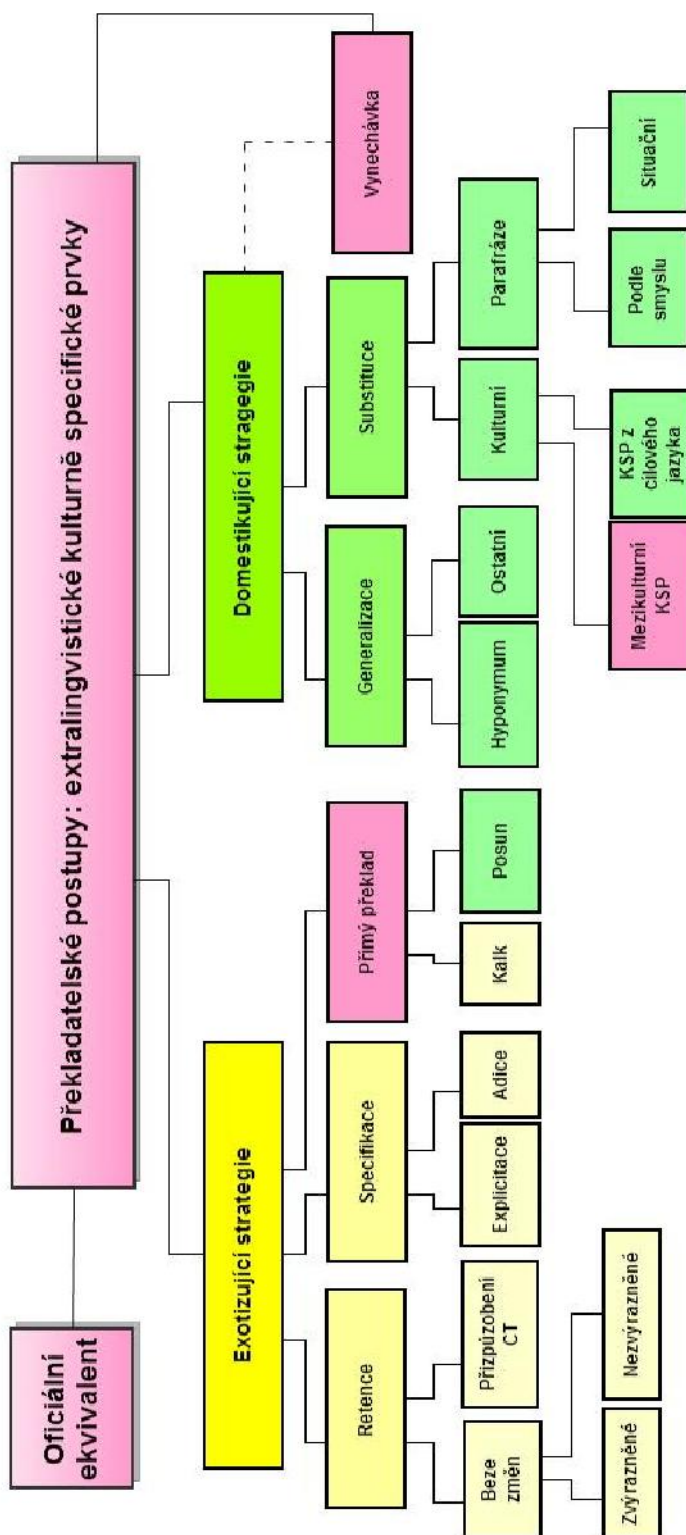 Oficiální
ekvivalent
Překladatelské postupy: extralingvistické kulturně specifické prvky
Exotizující strategie
Domestikující stragegie
Retence
Specifikace
Přímý překlad
Generalizace
Substituce
Vynechávka
Beze
změn
Přizpůzobení
CT
Explicitace
Adice
Kalk
Posun
Hyponymum
Ostatní
Kulturní
Parafráze
Zvýrazněné
Nezvýrazněné
Mezikulturní
KSP
KSP z
cílového
jazyka
Podle
smyslu
Situační